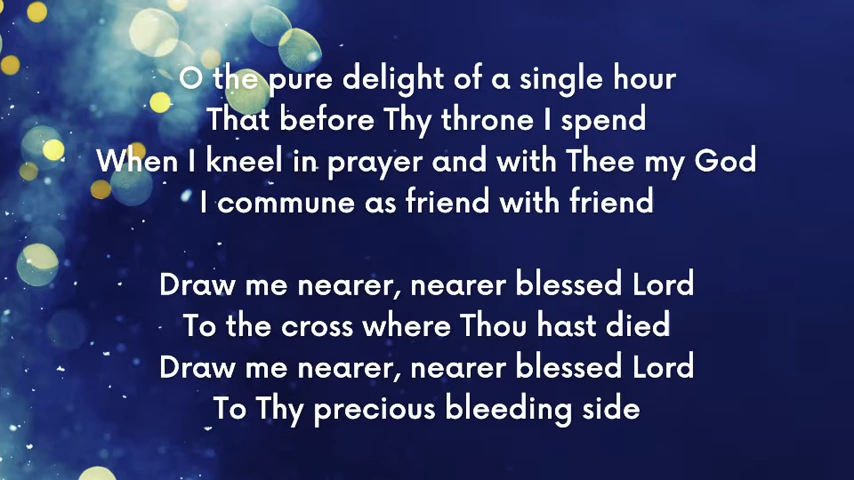 O the pure delight of a single hour
That before Thy throne I spend
When I kneel in prayer and with Thee my God
I commune as friend with friend
Draw me nearer, nearer blessed Lord
To the cross where Thou hast died
Draw me nearer, nearer blessed Lord
To Thy precious bleeding side